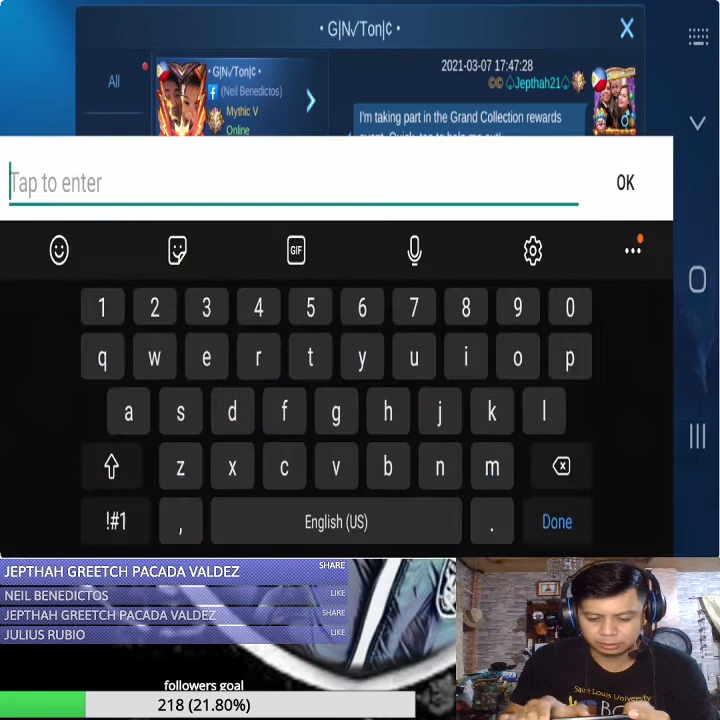 • G|N√Ton|¢ •
All
• G|N√Ton|¢ •
(Neil Benedictos)
Mythic V
Online
2021-03-07 17:47:28
©© ♤Jepthah21♤
I'm taking part in the Grand Collection rewards
event. Quick, tap to help me out!
Tap to enter
OK
GIF
1 2 3 4 5 6 7 8 9 0
q w e r t y u i o p
a s d f g h j k l
z x c v b n m
!#1 , English (US) . Done
JEPTHAH GREETCH PACADA VALDEZ SHARE
NEIL BENEDICTOS LIKE
JEPTHAH GREETCH PACADA VALDEZ SHARE
JULIUS RUBIO LIKE
followers goal
218 (21.80%)
Saint Louis University